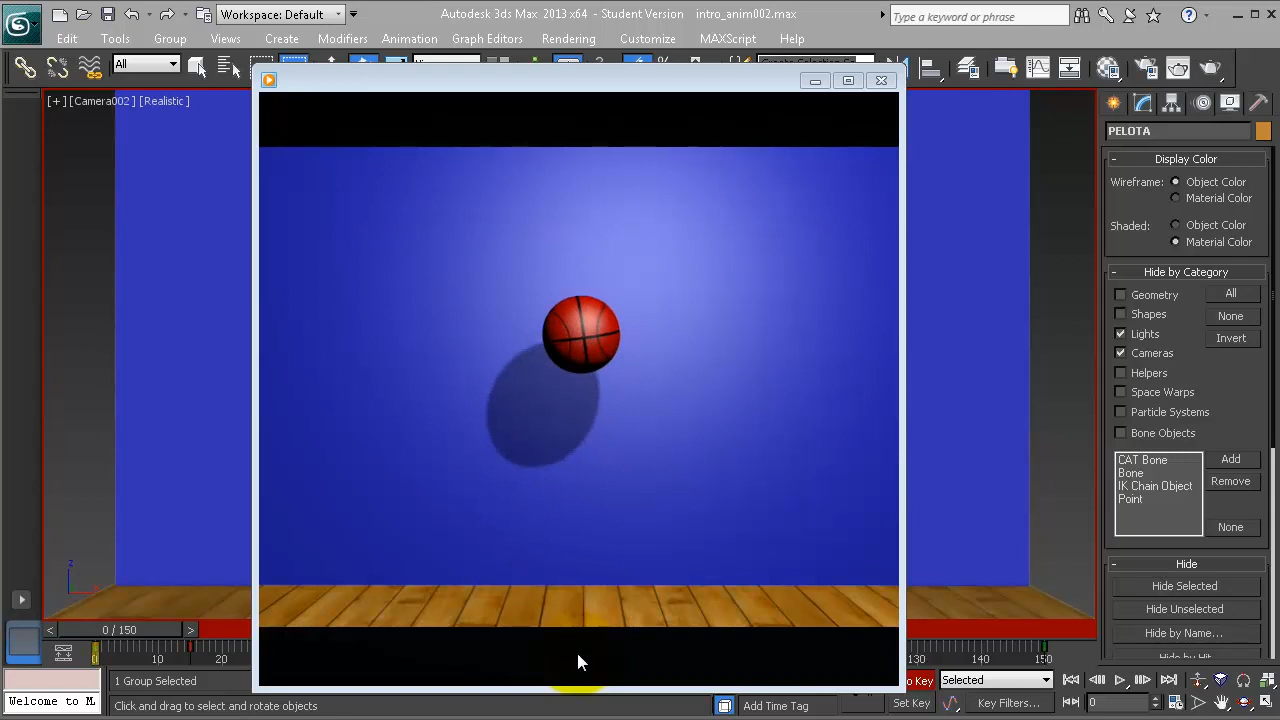 Workspace: Default
Autodesk 3ds Max 2013 x64 - Student Version intro_anim002.max
Type a keyword or phrase
Edit Tools Group Views Create Modifiers Animation Graph Editors Rendering Customize MAXScript Help
All
[+] [Camera002] [Realistic]
PELOTA
- Display Color
Wireframe: Object Color
Material Color
Shaded: Object Color
Material Color
- Hide by Category
Geometry All
Shapes None
Lights Invert
Cameras
Helpers
Space Warps
Particle Systems
Bone Objects
CAT Bone Add
Bone
IK Chain Object Remove
Point
None
- Hide
Hide Selected
Hide Unselected
Hide by Name...
Hide by Hit
< 0 / 150 >
0 10 20 130 140 150
1 Group Selected
Key Selected
Welcome to M
Click and drag to select and rotate objects
Add Time Tag
Set Key
Key Filters...
0